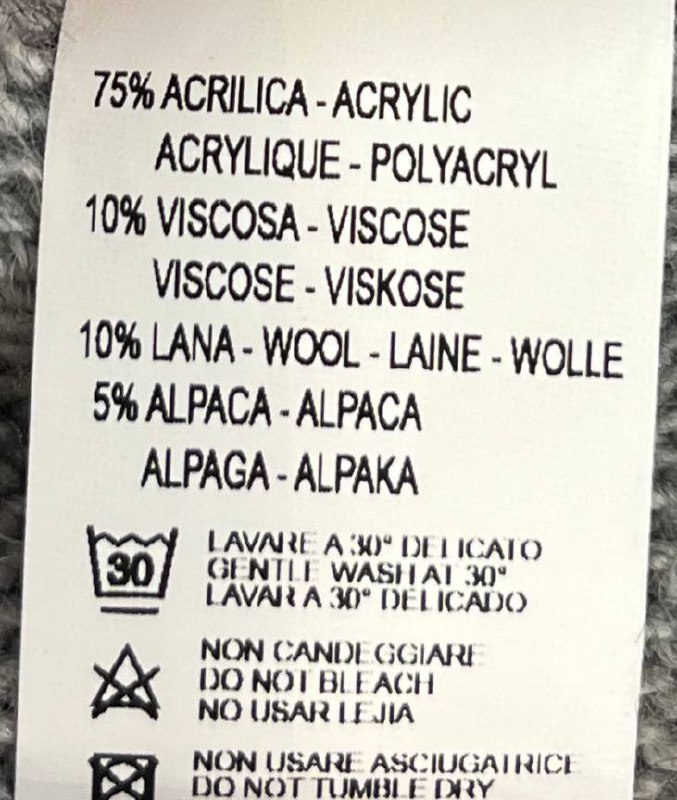 75% ACRILICA - ACRYLIC
ACRYLIQUE - POLYACRYL
10% VISCOSA - VISCOSE
VISCOSE - VISKOSE
10% LANA - WOOL - LAINE - WOLLE
5% ALPACA - ALPACA
ALPAGA - ALPAKA
30
LAVARE A 30° DELICATO
GENTLE WASH AT 30°
LAVAR A 30° DELICADO
NON CANDEGGIARE
DO NOT BLEACH
NO USAR LEJIA
NON USARE ASCIUGATRICE
DO NOT TUMBLE DRY